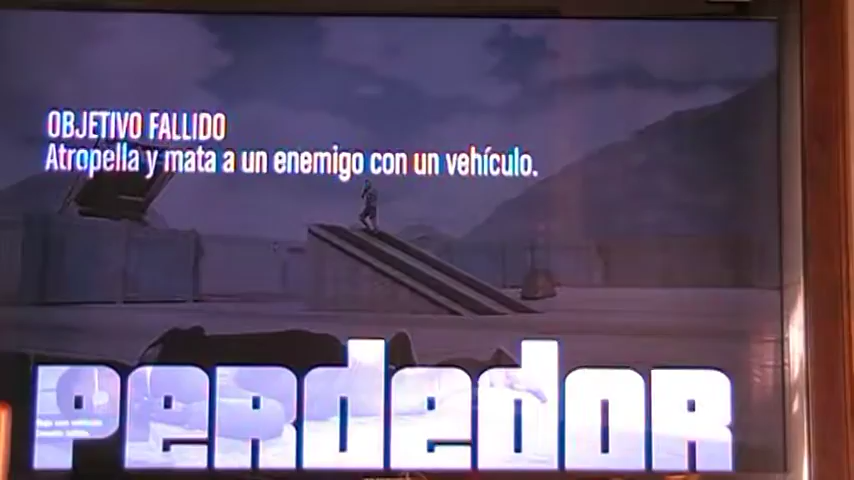 OBJETIVO FALLIDO
Atropella y mata a un enemigo con un vehículo.
PERdEdOR